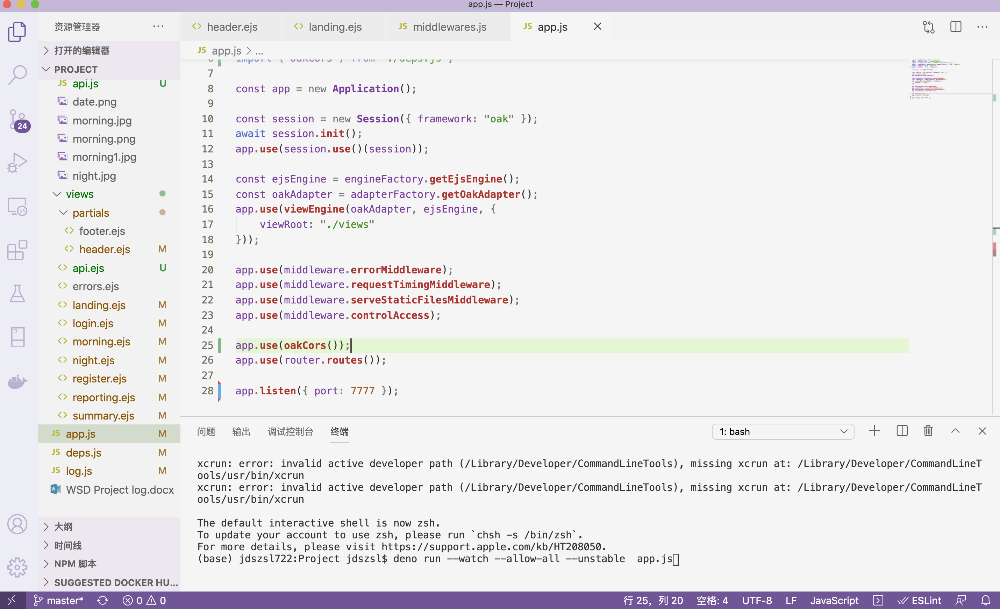 app.js — Project
资源管理器 ···
header.ejs
landing.ejs
JS middlewares.js
JS app.js
打开的编辑器
PROJECT
JS api.js U
date.png
morning.jpg
morning.png
morning1.jpg
night.jpg
views
partials
footer.ejs
header.ejs M
api.ejs U
errors.ejs
landing.ejs M
login.ejs M
morning.ejs M
night.ejs M
register.ejs M
reporting.ejs M
summary.ejs M
JS app.js M
JS deps.js M
JS log.js M
WSD Project log.docx
大纲
时间线
NPM 脚本
SUGGESTED DOCKER HU...
24
JS app.js > ...
6 import { oakCors } from "./deps.js";
7
8 const app = new Application();
9
10 const session = new Session({ framework: "oak" });
11 await session.init();
12 app.use(session.use()(session));
13
14 const ejsEngine = engineFactory.getEjsEngine();
15 const oakAdapter = adapterFactory.getOakAdapter();
16 app.use(viewEngine(oakAdapter, ejsEngine, {
17 viewRoot: "./views"
18 }));
19
20 app.use(middleware.errorMiddleware);
21 app.use(middleware.requestTimingMiddleware);
22 app.use(middleware.serveStaticFilesMiddleware);
23 app.use(middleware.controlAccess);
24
25 app.use(oakCors());
26 app.use(router.routes());
27
28 app.listen({ port: 7777 });
问题 输出 调试控制台 终端
1: bash
xcrun: error: invalid active developer path (/Library/Developer/CommandLineTools), missing xcrun at: /Library/Developer/CommandLineT
ools/usr/bin/xcrun
xcrun: error: invalid active developer path (/Library/Developer/CommandLineTools), missing xcrun at: /Library/Developer/CommandLineT
ools/usr/bin/xcrun
The default interactive shell is now zsh.
To update your account to use zsh, please run `chsh -s /bin/zsh`.
For more details, please visit https://support.apple.com/kb/HT208050.
(base) jdszsl722:Project jdszsl$ deno run --watch --allow-all --unstable  app.js
master* 0 0
行 25，列 20 空格: 4 UTF-8 LF JavaScript ESLint